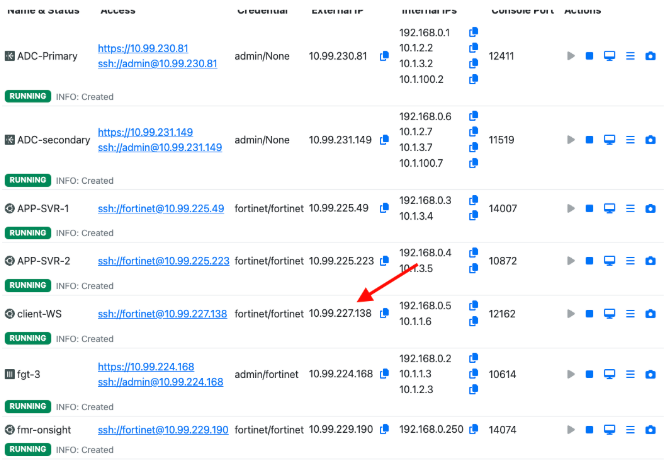 Name & Status Access Credential External IP Internal IPs Console Port Actions
192.168.0.1
https://10.99.230.81 10.1.2.2
ADC-Primary admin/None 10.99.230.81 12411
ssh://admin@10.99.230.81 10.1.3.2
10.1.100.2
RUNNING INFO: Created
192.168.0.6
https://10.99.231.149 10.1.2.7
ADC-secondary admin/None 10.99.231.149 11519
ssh://admin@10.99.231.149 10.1.3.7
10.1.100.7
RUNNING INFO: Created
192.168.0.3
APP-SVR-1 ssh://fortinet@10.99.225.49 fortinet/fortinet 10.99.225.49 14007
10.1.3.4
RUNNING INFO: Created
192.168.0.4
APP-SVR-2 ssh://fortinet@10.99.225.223 fortinet/fortinet 10.99.225.223 10872
10.1.3.5
RUNNING INFO: Created
192.168.0.5
client-WS ssh://fortinet@10.99.227.138 fortinet/fortinet 10.99.227.138 12162
10.1.1.6
RUNNING INFO: Created
192.168.0.2
https://10.99.224.168
fgt-3 admin/fortinet 10.99.224.168 10.1.1.3 10614
ssh://admin@10.99.224.168
10.1.2.3
RUNNING INFO: Created
fmr-onsight ssh://fortinet@10.99.229.190 fortinet/fortinet 10.99.229.190 192.168.0.250 14074
RUNNING INFO: Created